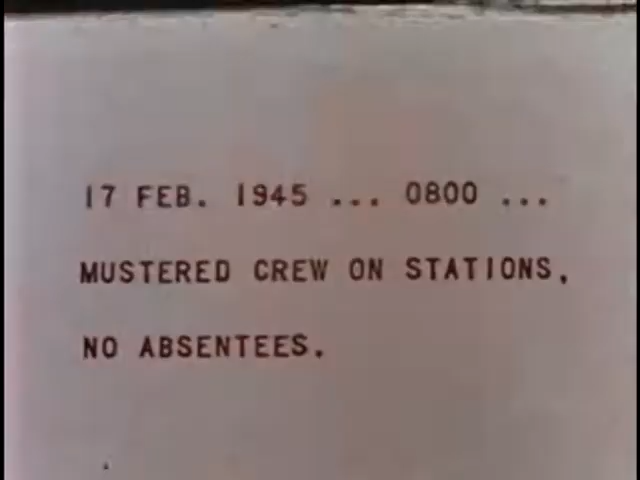 17 FEB. 1945 ... 0800 ...
MUSTERED CREW ON STATIONS,
NO ABSENTEES.